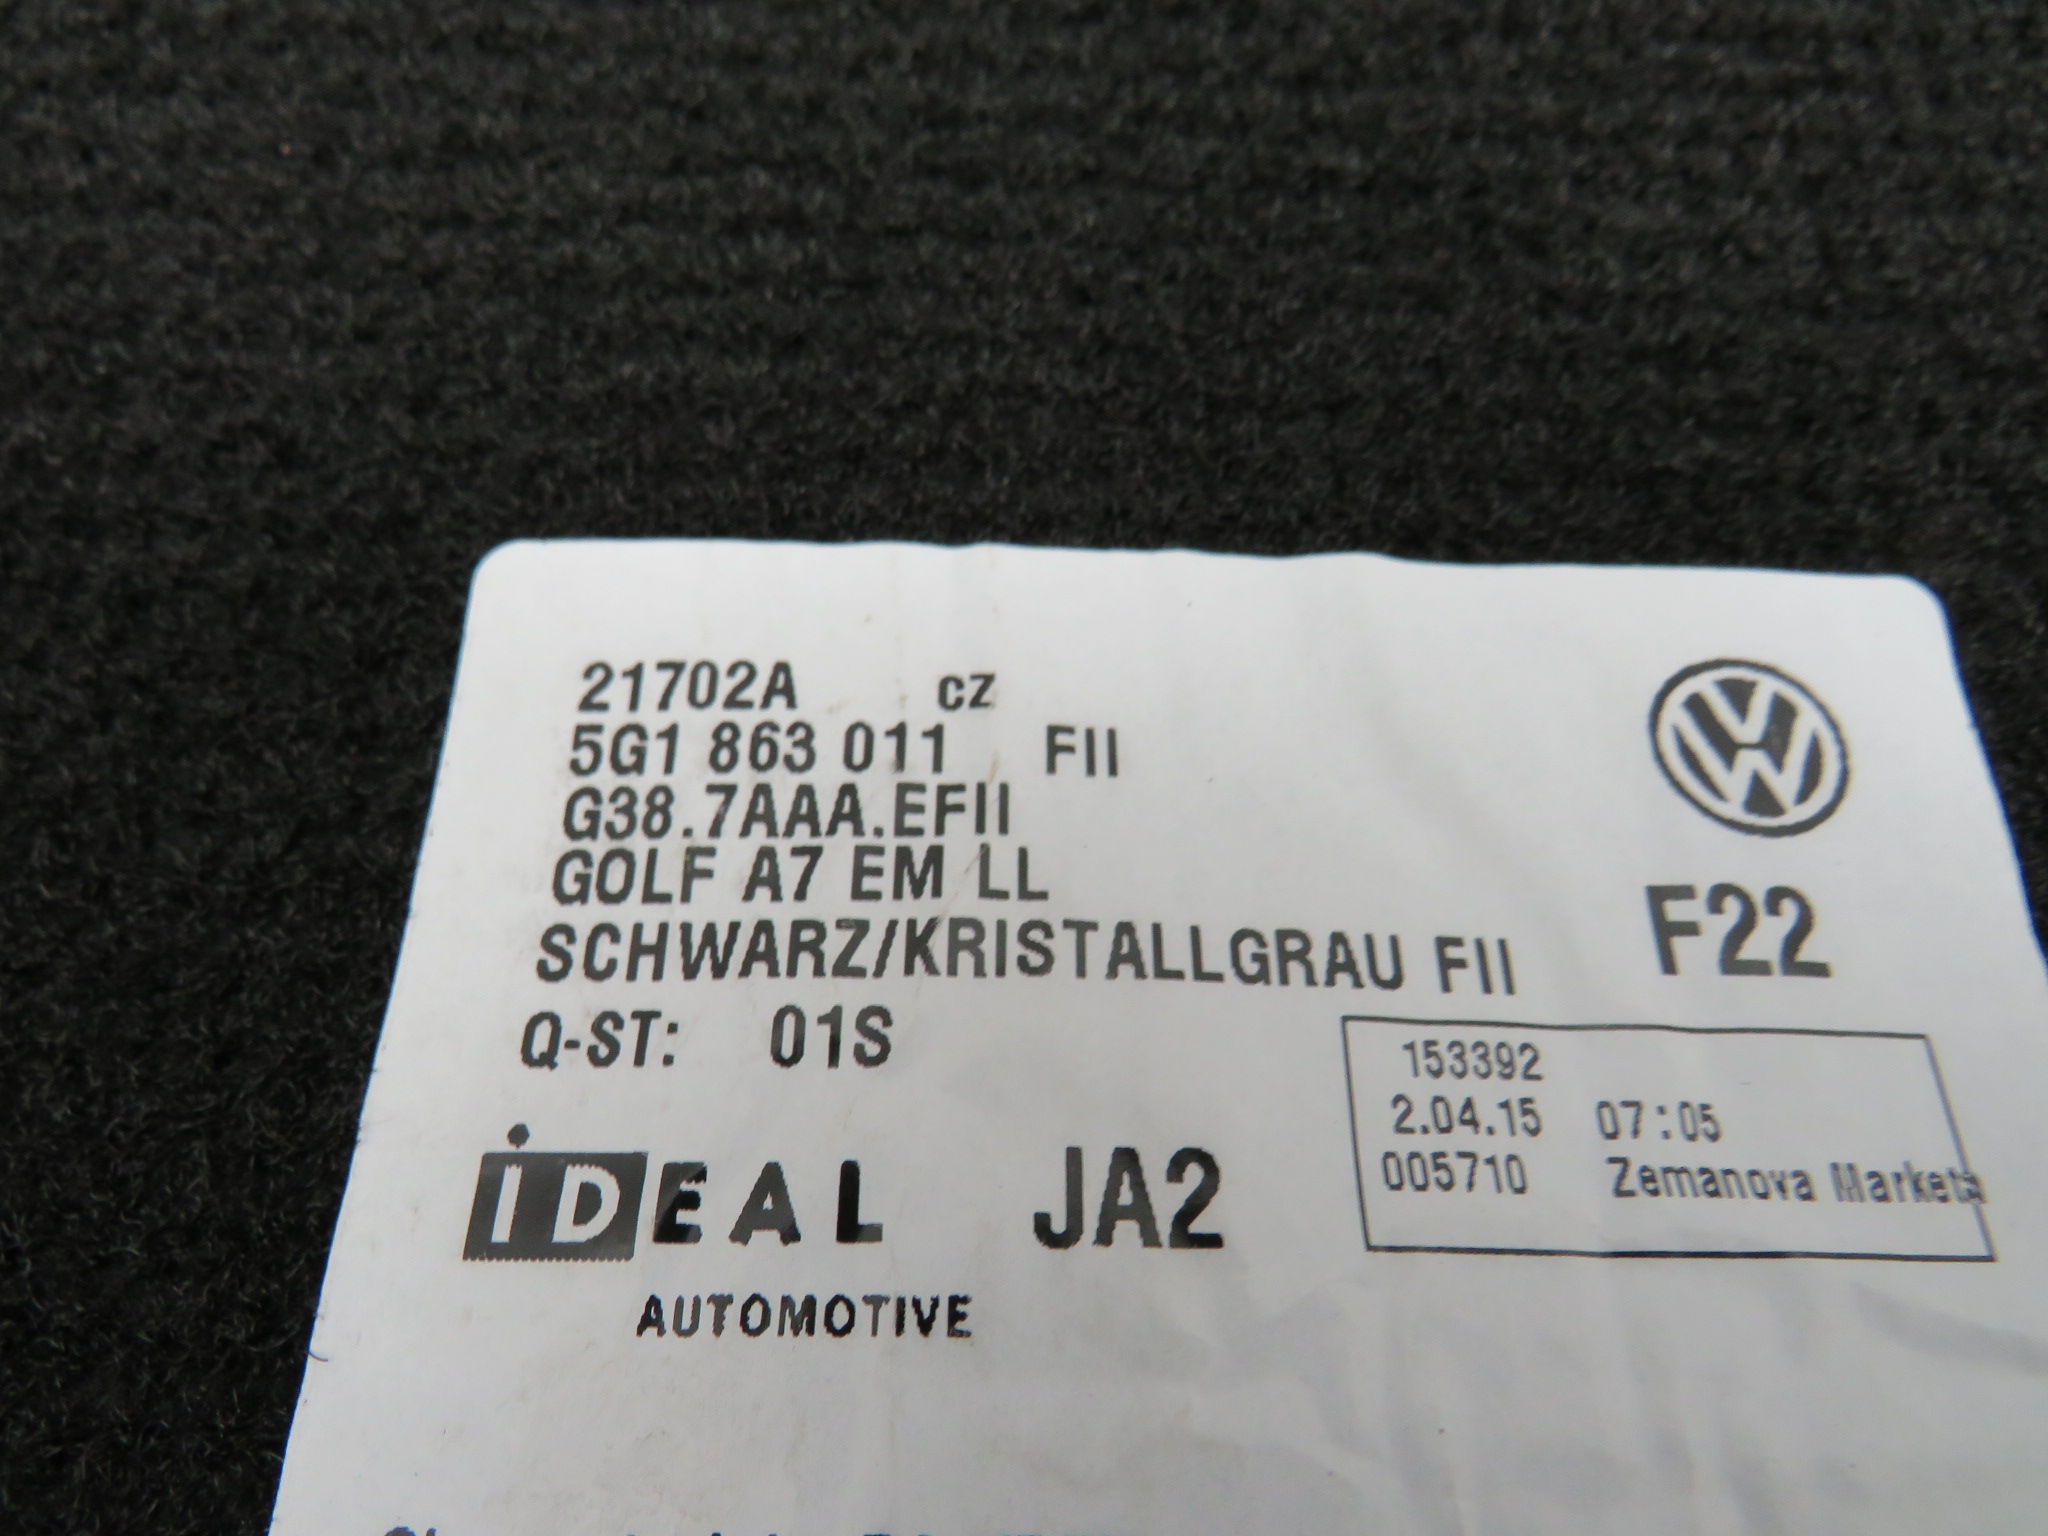 21702A cz
5G1 863 011 FII
G38.7AAA.EFII
GOLF A7 EM LL
SCHWARZ/KRISTALLGRAU FII
F22
Q-ST: 01S
153392
2.04.15 07:05
005710 Zemanova Marketa
iDEAL JA2
AUTOMOTIVE